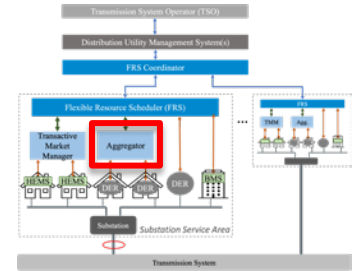 Transmission System Operator (TSO)
Distribution Utility Management System(s)
FRS Coordinator
Flexible Resource Scheduler (FRS)
Transactive
Market
Manager
Aggregator
HEMS
HEMS
DER
DER
DER
BMS
Substation
Substation Service Area
...
FRS
TMM
Agg.
Transmission System